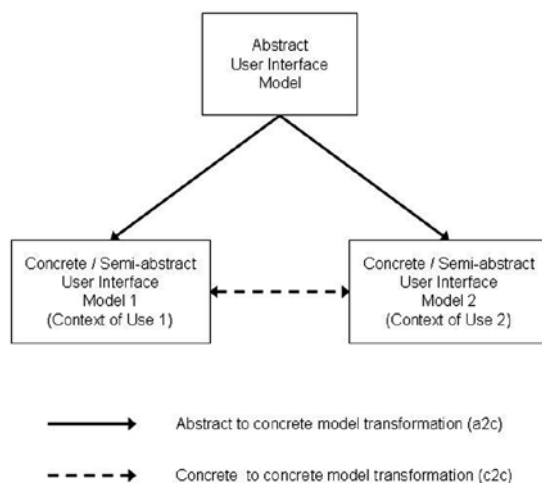 Abstract
User Interface
Model
Concrete / Semi-abstract
User Interface
Model 1
(Context of Use 1)
Concrete / Semi-abstract
User Interface
Model 2
(Context of Use 2)
Abstract to concrete model transformation (a2c)
Concrete to concrete model transformation (c2c)